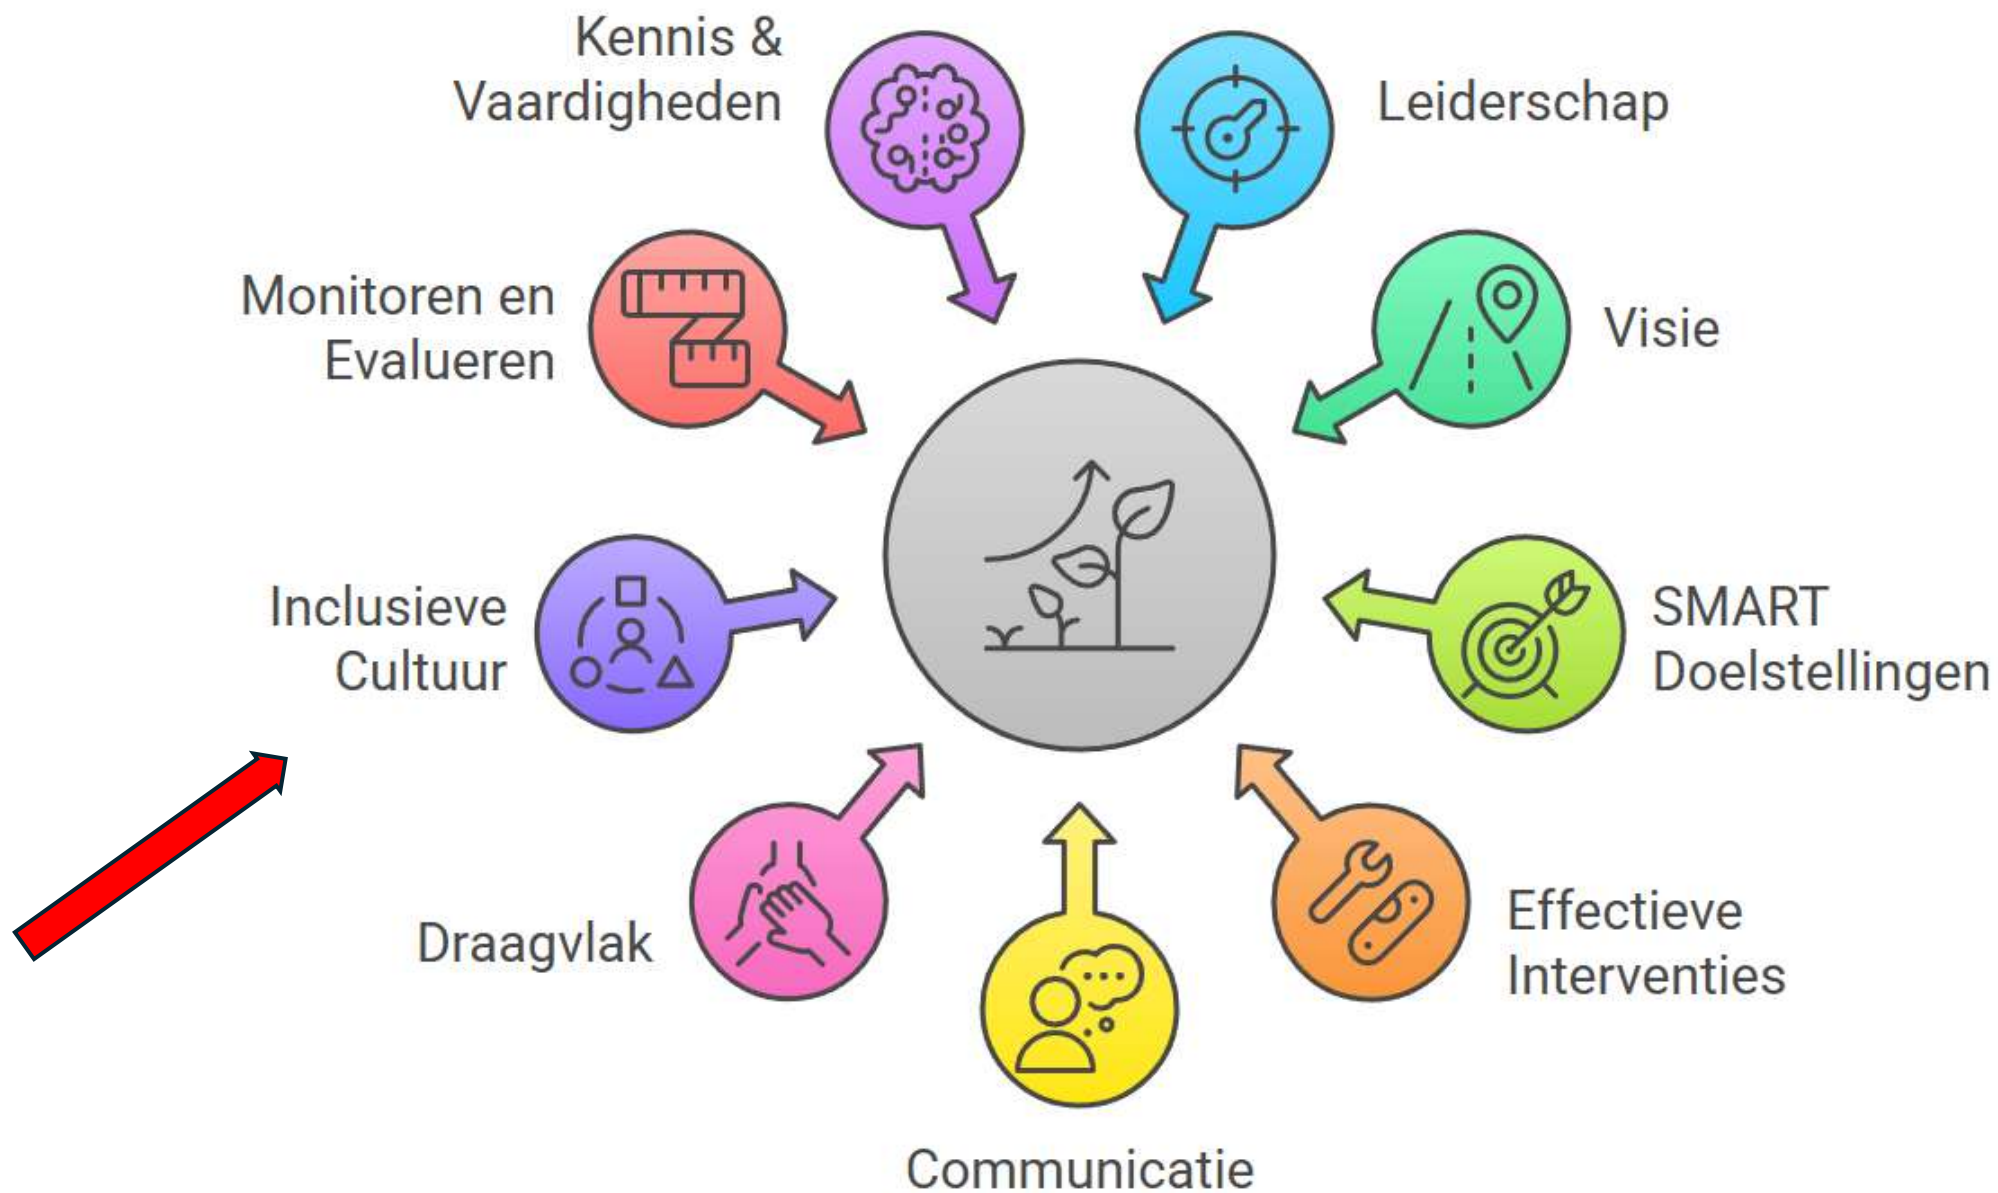 Kennis &
Vaardigheden
Leiderschap
Monitoren en
Evalueren
Visie
Inclusieve
Cultuur
SMART
Doelstellingen
Draagvlak
Effectieve
Interventies
Communicatie